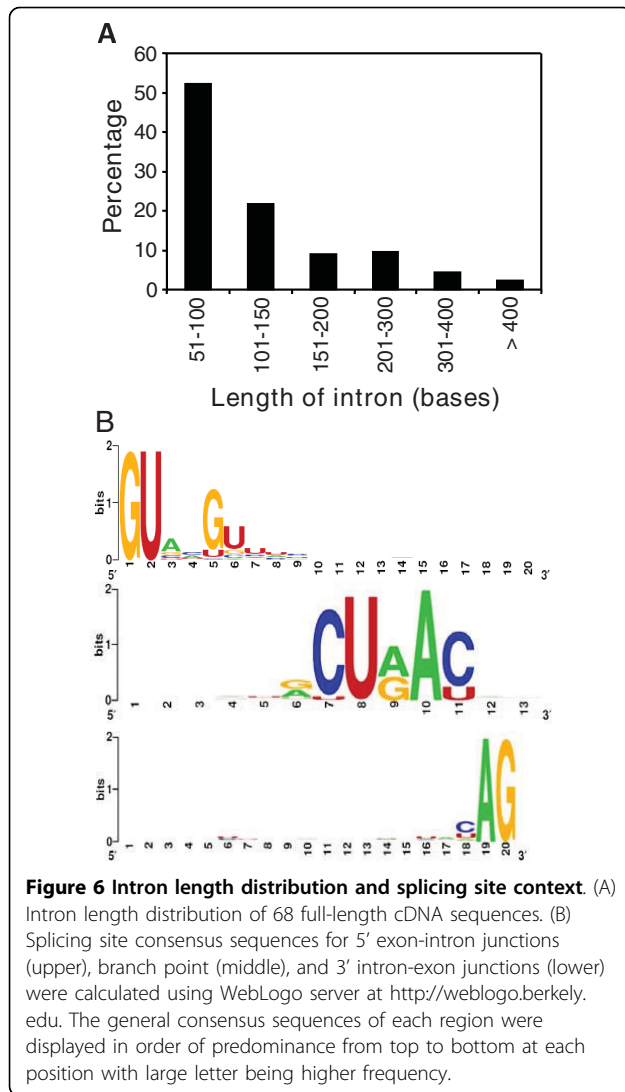 A
60
50
40
30
20
10
0
Percentage
51-100
101-150
151-200
201-300
301-400
> 400
Length of intron (bases)
B
2
1
0
bits
GUAGU
U
5′ 1 2 3 4 5 6 7 8 9 10 11 12 13 14 15 16 17 18 19 20 3′
2
1
0
bits
GCUAAC
A U G U
5′ 1 2 3 4 5 6 7 8 9 10 11 12 13 3′
2
1
0
bits
CAG
5′ 1 2 3 4 5 6 7 8 9 10 11 12 13 14 15 16 17 18 19 20 3′
Figure 6 Intron length distribution and splicing site context. (A)
Intron length distribution of 68 full-length cDNA sequences. (B)
Splicing site consensus sequences for 5′ exon-intron junctions
(upper), branch point (middle), and 3′ intron-exon junctions (lower)
were calculated using WebLogo server at http://weblogo.berkely.
edu. The general consensus sequences of each region were
displayed in order of predominance from top to bottom at each
position with large letter being higher frequency.